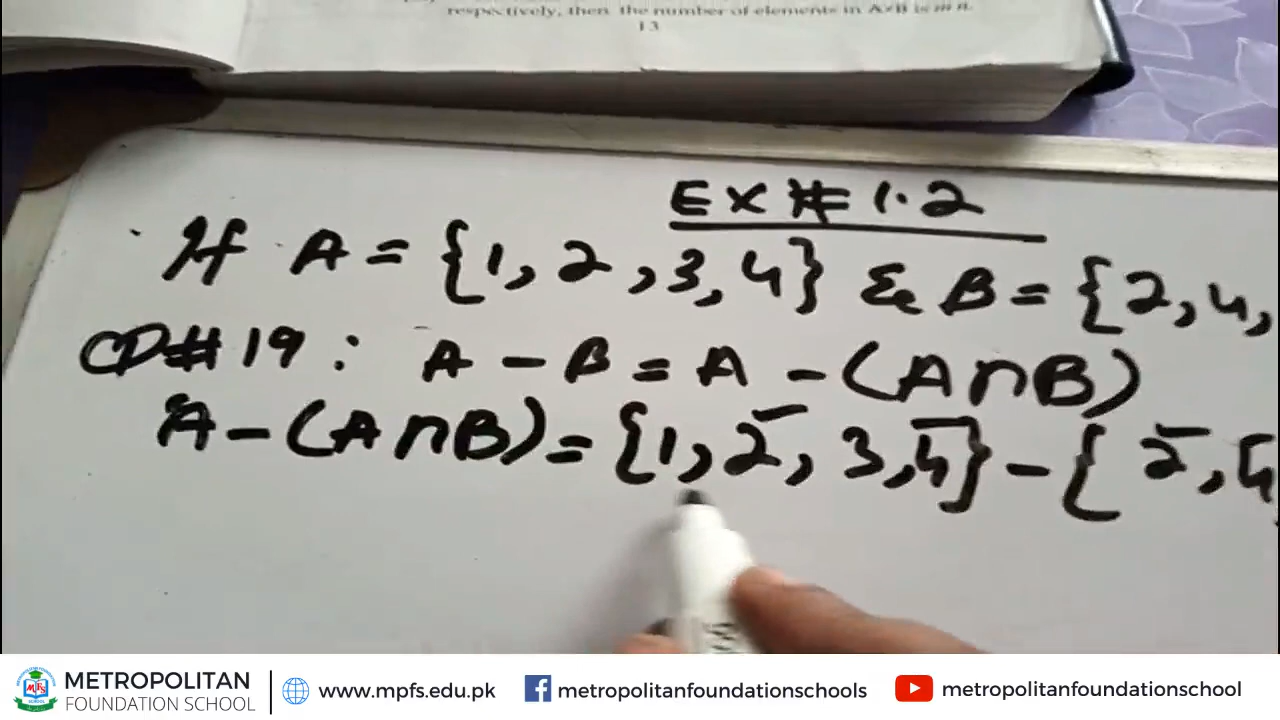 respectively, then the number of elements in A×B is m n.
13
EX # 1.2
If A = {1, 2, 3, 4} & B = {2, 4,
Q# 19 : A - B = A - (A∩B)
A - (A∩B) = {1, 2, 3, 4} - {2, 4
METROPOLITAN
FOUNDATION SCHOOL
www.mpfs.edu.pk
metropolitanfoundationschools
metropolitanfoundationschool